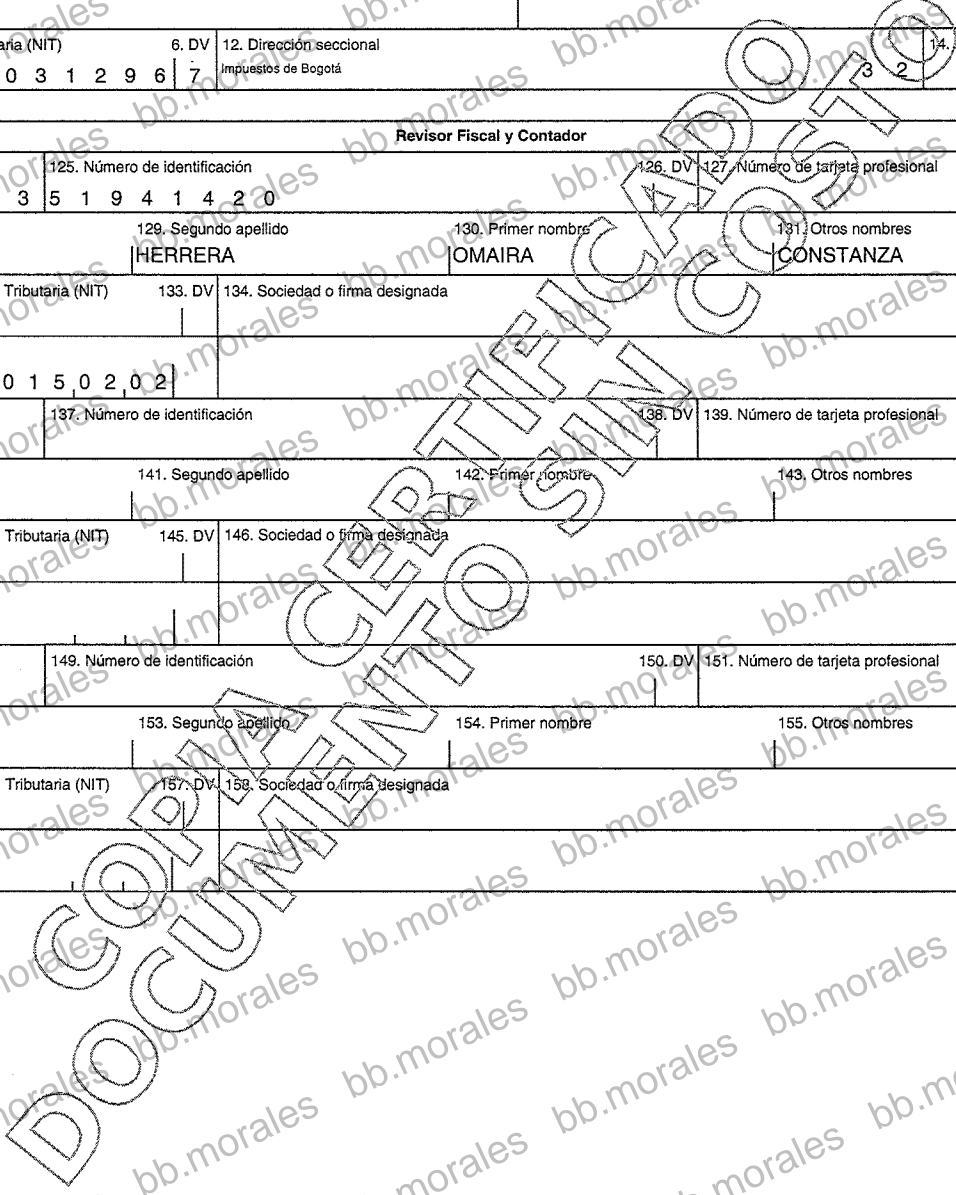 aria (NIT) 6. DV 12. Dirección seccional 14.
0 3 1 2 9 6 7 Impuestos de Bogotá 3 2
Revisor Fiscal y Contador
125. Número de identificación 126. DV 127. Número de tarjeta profesional
3 5 1 9 4 1 4 2 0
129. Segundo apellido 130. Primer nombre 131. Otros nombres
HERRERA OMAIRA CONSTANZA
Tributaria (NIT) 133. DV 134. Sociedad o firma designada
0 1 5 0 2 0 2
137. Número de identificación 138. DV 139. Número de tarjeta profesional
141. Segundo apellido 142. Primer nombre 143. Otros nombres
Tributaria (NIT) 145. DV 146. Sociedad o firma designada
149. Número de identificación 150. DV 151. Número de tarjeta profesional
153. Segundo apellido 154. Primer nombre 155. Otros nombres
Tributaria (NIT) 157. DV 158. Sociedad o firma designada
COPIA CERTIFICADO
DOCUMENTO SIN COSTO
bb.morales